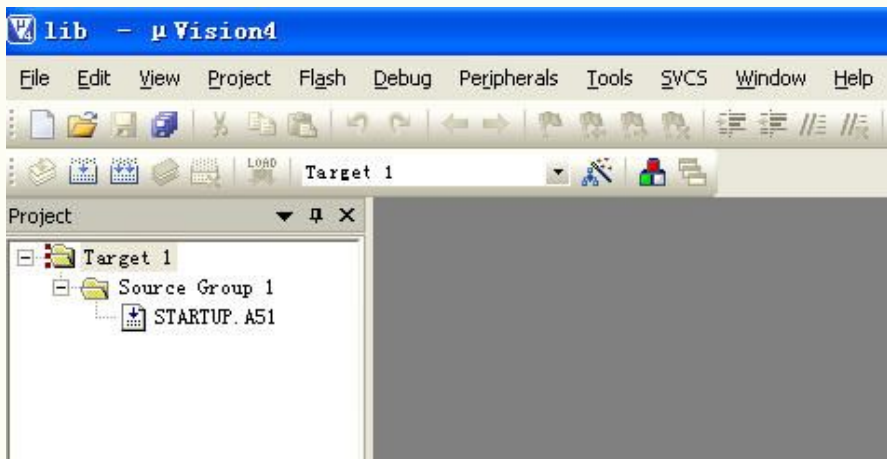 lib - μVision4
File Edit View Project Flash Debug Peripherals Tools SVCS Window Help
LOAD Target 1
Project
Target 1
Source Group 1
STARTUP.A51